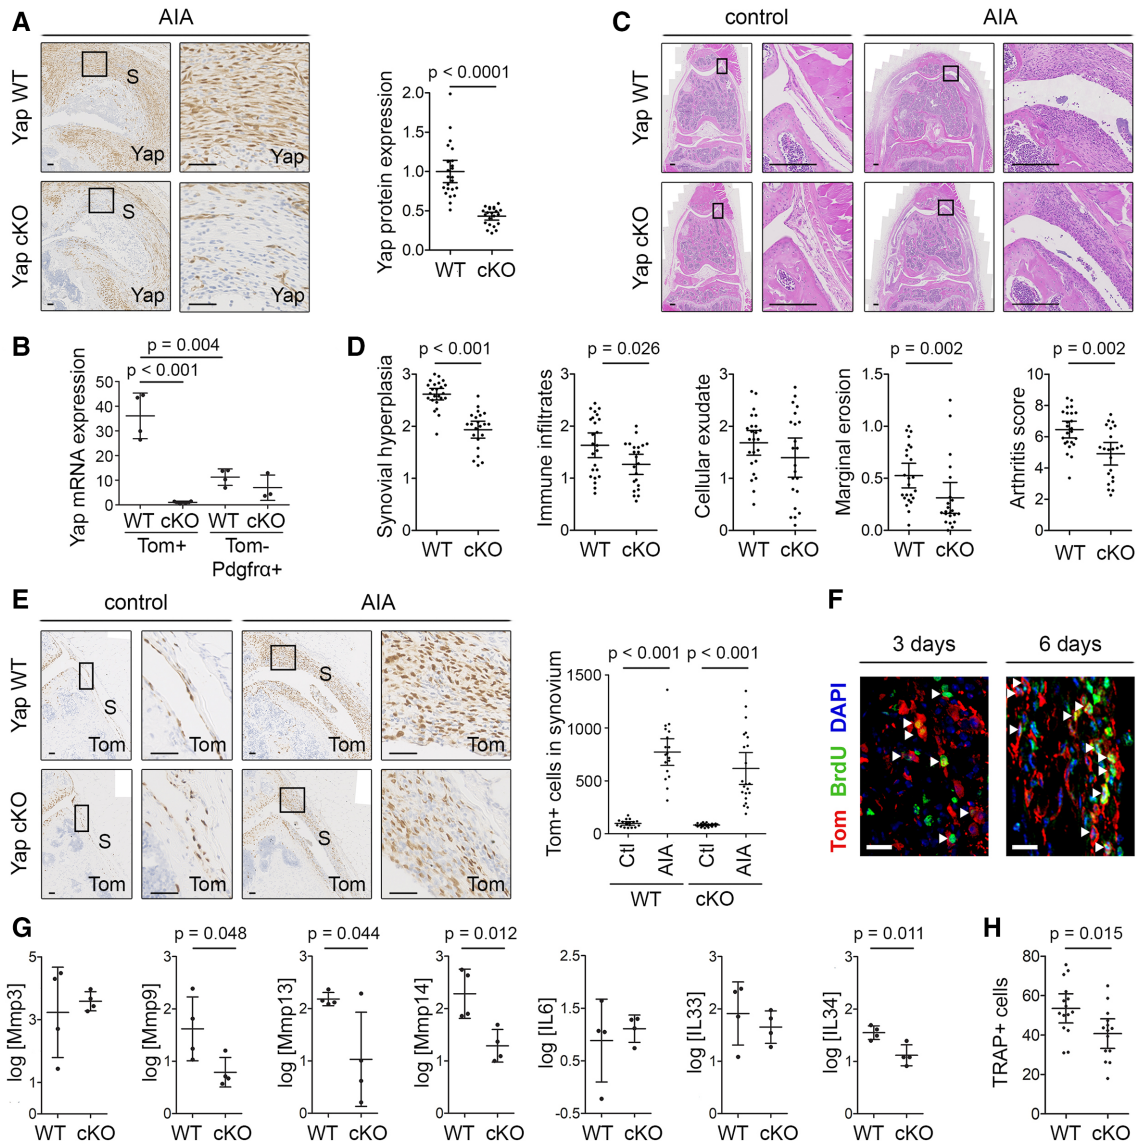 A
AIA
Yap WT
S
Yap
Yap
Yap cKO
S
Yap
Yap
p < 0.0001
Yap protein expression
2.0
1.5
1.0
0.5
0.0
WT cKO
C
control
AIA
Yap WT
Yap cKO
B
p = 0.004
p < 0.001
Yap mRNA expression
50
40
30
20
10
0
WT cKO WT cKO
Tom+ Tom-
Pdgfrα+
D
p < 0.001
Synovial hyperplasia
3
2
1
0
WT cKO
p = 0.026
Immune infiltrates
3
2
1
0
WT cKO
Cellular exudate
3
2
1
0
WT cKO
p = 0.002
Marginal erosion
1.5
1.0
0.5
0.0
WT cKO
p = 0.002
Arthritis score
10
8
6
4
2
0
WT cKO
E
control
AIA
Yap WT
S
Tom
Tom
S
Tom
Tom
Yap cKO
S
Tom
Tom
S
Tom
Tom
p < 0.001 p < 0.001
Tom+ cells in synovium
1500
1000
500
0
Ctl AIA Ctl AIA
WT cKO
F
3 days
6 days
Tom BrdU DAPI
G
log [Mmp3]
5
3
1
0
WT cKO
p = 0.048
log [Mmp9]
3
2
1
0
WT cKO
p = 0.044
log [Mmp13]
3
2
1
0
WT cKO
p = 0.012
log [Mmp14]
3
2
1
0
WT cKO
log [IL6]
2.5
1.5
0.5
-0.5
WT cKO
log [IL33]
3
2
1
0
WT cKO
p = 0.011
log [IL34]
3
2
1
0
WT cKO
H
p = 0.015
TRAP+ cells
80
60
40
20
0
WT cKO